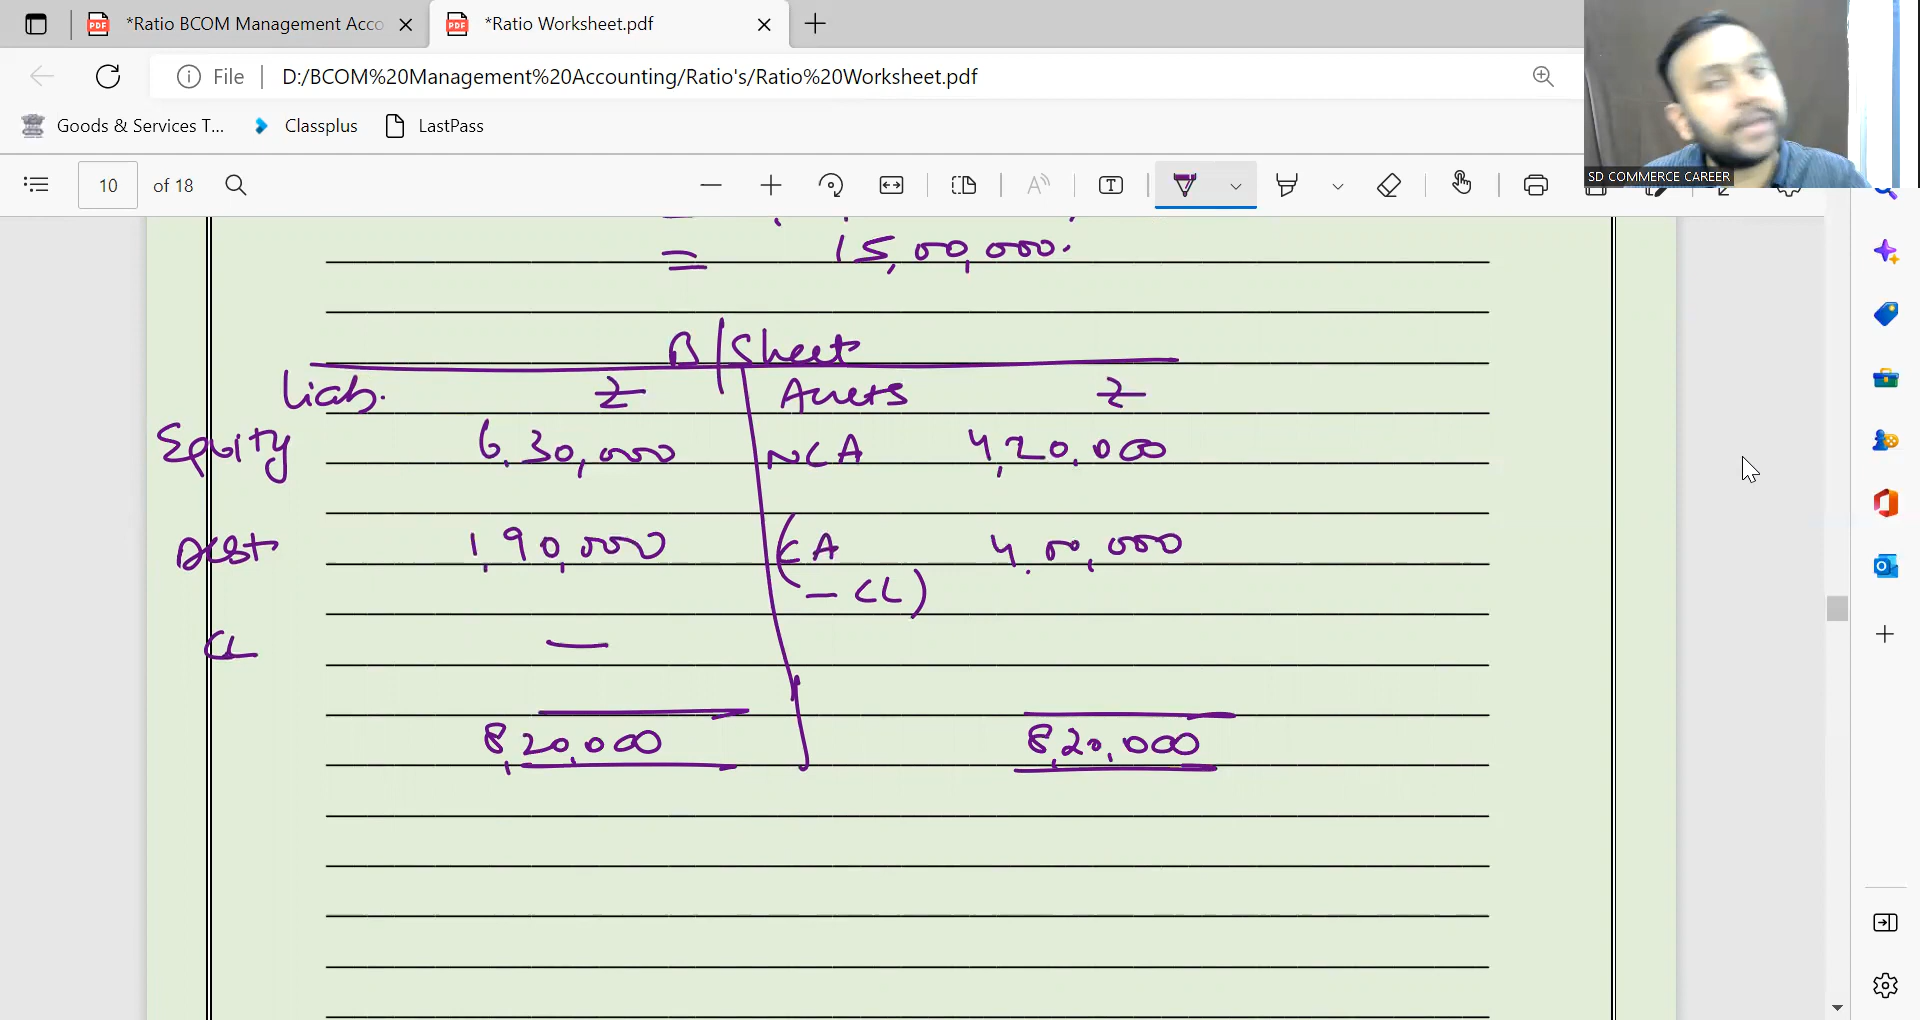 *Ratio BCOM Management Acco
*Ratio Worksheet.pdf
File D:/BCOM%20Management%20Accounting/Ratio's/Ratio%20Worksheet.pdf
Goods & Services T... Classplus LastPass
10 of 18
SD COMMERCE CAREER
= 15,00,000.
B/Sheet
Liab. ₹ Assets ₹
Equity 6,30,000 NCA 4,20,000
Debt 1,90,000 (CA 4,00,000
- CL)
CL —
8,20,000 8,20,000